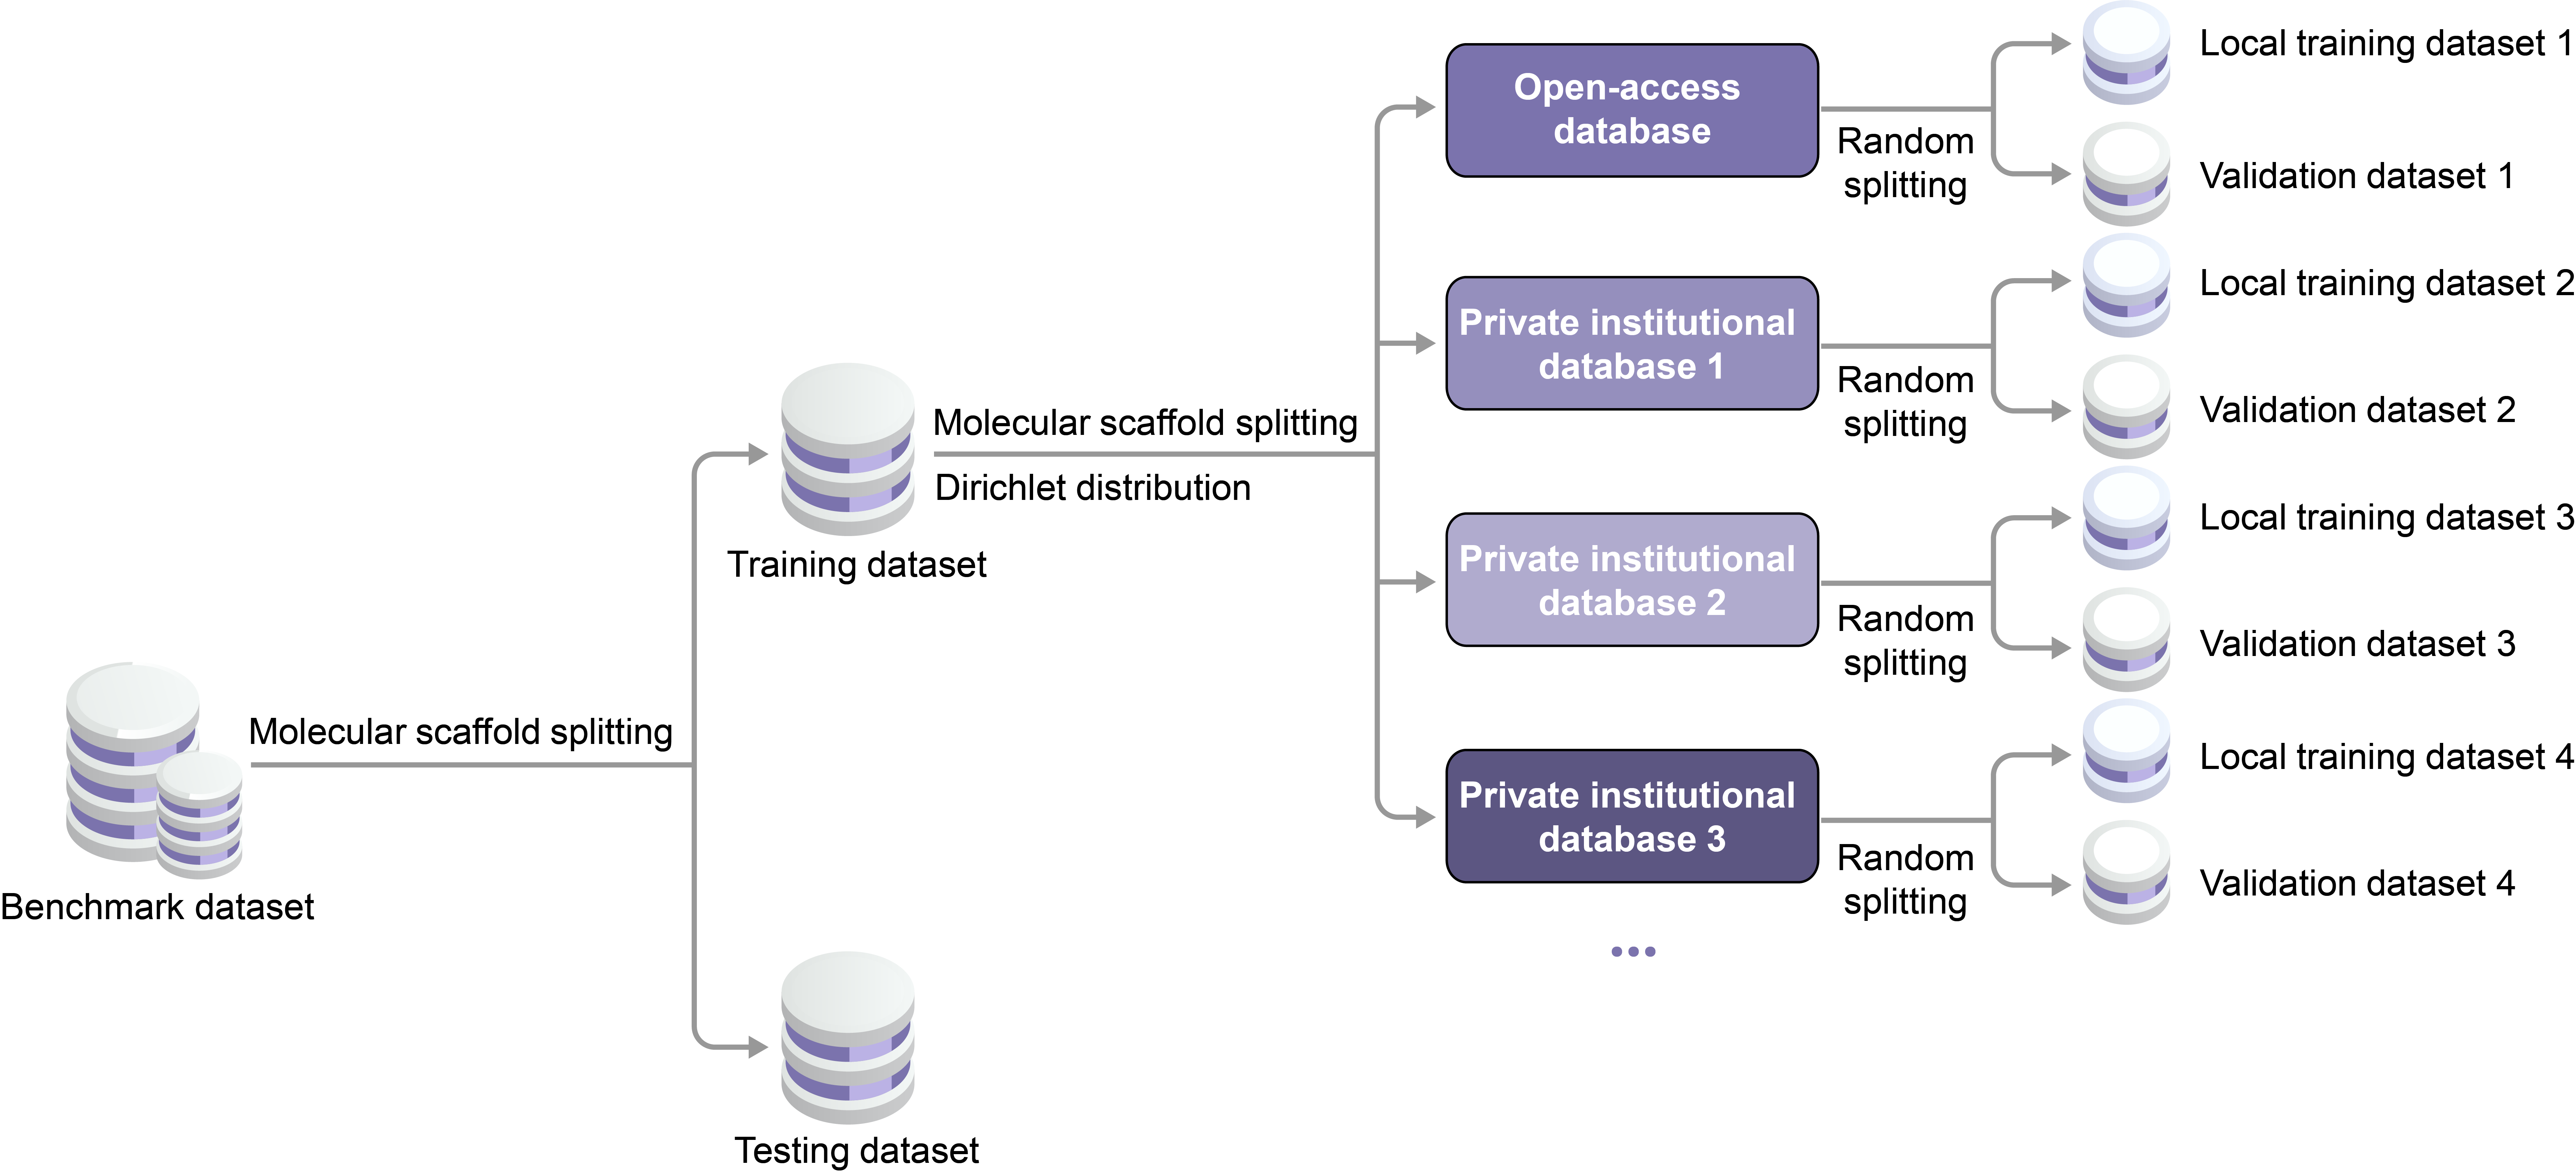 Benchmark dataset
Molecular scaffold splitting
Training dataset
Testing dataset
Molecular scaffold splitting
Dirichlet distribution
Open-access
database
Random
splitting
Local training dataset 1
Validation dataset 1
Private institutional
database 1
Random
splitting
Local training dataset 2
Validation dataset 2
Private institutional
database 2
Random
splitting
Local training dataset 3
Validation dataset 3
Private institutional
database 3
Random
splitting
Local training dataset 4
Validation dataset 4
...